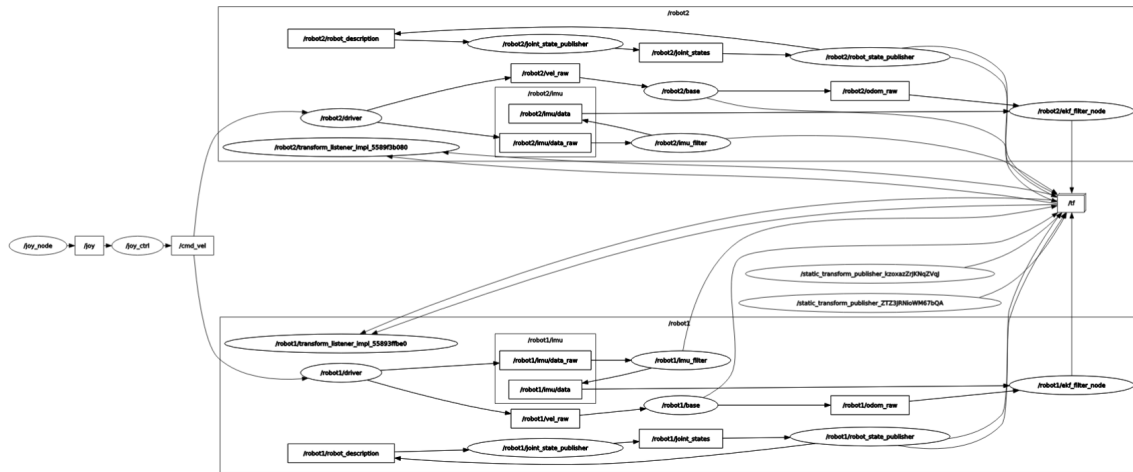 /robot2
/robot2/robot_description
/robot2/joint_state_publisher
/robot2/joint_states
/robot2/robot_state_publisher
/robot2/vel_raw
/robot2/base
/robot2/odom_raw
/robot2/imu
/robot2/imu/data
/robot2/driver
/robot2/ekf_filter_node
/robot2/imu/data_raw
/robot2/imu_filter
/robot2/transform_listener_impl_5589f3b080
/tf
/joy_node
/joy
/joy_ctrl
/cmd_vel
/static_transform_publisher_kzoxazZrjKNqZVqJ
/static_transform_publisher_ZTZ3jRNioWM67bQA
/robot1
/robot1/transform_listener_impl_55893ffbe0
/robot1/imu
/robot1/imu/data_raw
/robot1/imu_filter
/robot1/driver
/robot1/imu/data
/robot1/ekf_filter_node
/robot1/base
/robot1/odom_raw
/robot1/vel_raw
/robot1/joint_states
/robot1/robot_state_publisher
/robot1/joint_state_publisher
/robot1/robot_description